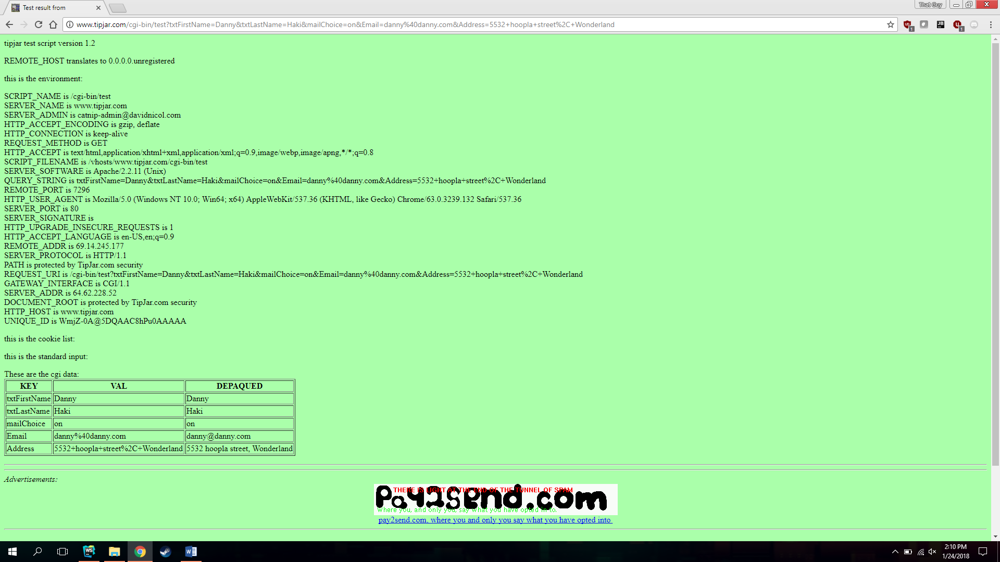 Test result from
That Guy
www.tipjar.com/cgi-bin/test?txtFirstName=Danny&txtLastName=Haki&mailChoice=on&Email=danny%40danny.com&Address=5532+hoopla+street%2C+Wonderland
tipjar test script version 1.2
REMOTE_HOST translates to 0.0.0.0.unregistered
this is the environment:
SCRIPT_NAME is /cgi-bin/test
SERVER_NAME is www.tipjar.com
SERVER_ADMIN is catnip-admin@davidnicol.com
HTTP_ACCEPT_ENCODING is gzip, deflate
HTTP_CONNECTION is keep-alive
REQUEST_METHOD is GET
HTTP_ACCEPT is text/html,application/xhtml+xml,application/xml;q=0.9,image/webp,image/apng,*/*;q=0.8
SCRIPT_FILENAME is /vhosts/www.tipjar.com/cgi-bin/test
SERVER_SOFTWARE is Apache/2.2.11 (Unix)
QUERY_STRING is txtFirstName=Danny&txtLastName=Haki&mailChoice=on&Email=danny%40danny.com&Address=5532+hoopla+street%2C+Wonderland
REMOTE_PORT is 7296
HTTP_USER_AGENT is Mozilla/5.0 (Windows NT 10.0; Win64; x64) AppleWebKit/537.36 (KHTML, like Gecko) Chrome/63.0.3239.132 Safari/537.36
SERVER_PORT is 80
SERVER_SIGNATURE is
HTTP_UPGRADE_INSECURE_REQUESTS is 1
HTTP_ACCEPT_LANGUAGE is en-US,en;q=0.9
REMOTE_ADDR is 69.14.245.177
SERVER_PROTOCOL is HTTP/1.1
PATH is protected by TipJar.com security
REQUEST_URI is /cgi-bin/test?txtFirstName=Danny&txtLastName=Haki&mailChoice=on&Email=danny%40danny.com&Address=5532+hoopla+street%2C+Wonderland
GATEWAY_INTERFACE is CGI/1.1
SERVER_ADDR is 64.62.228.52
DOCUMENT_ROOT is protected by TipJar.com security
HTTP_HOST is www.tipjar.com
UNIQUE_ID is WmjZ-0A@5DQAAC8hPu0AAAAA
this is the cookie list:
this is the standard input:
These are the cgi data:
KEY VAL DEPAQUED
txtFirstName Danny Danny
txtLastName Haki Haki
mailChoice on on
Email danny%40danny.com danny@danny.com
Address 5532+hoopla+street%2C+Wonderland 5532 hoopla street, Wonderland
Advertisements:
THERE IS LIGHT AT THE END OF THE TUNNEL OF SPAM
Pay2send.com
where you, and only you, say what you have opted in to.
pay2send.com, where you and only you say what you have opted into
2:10 PM
1/24/2018